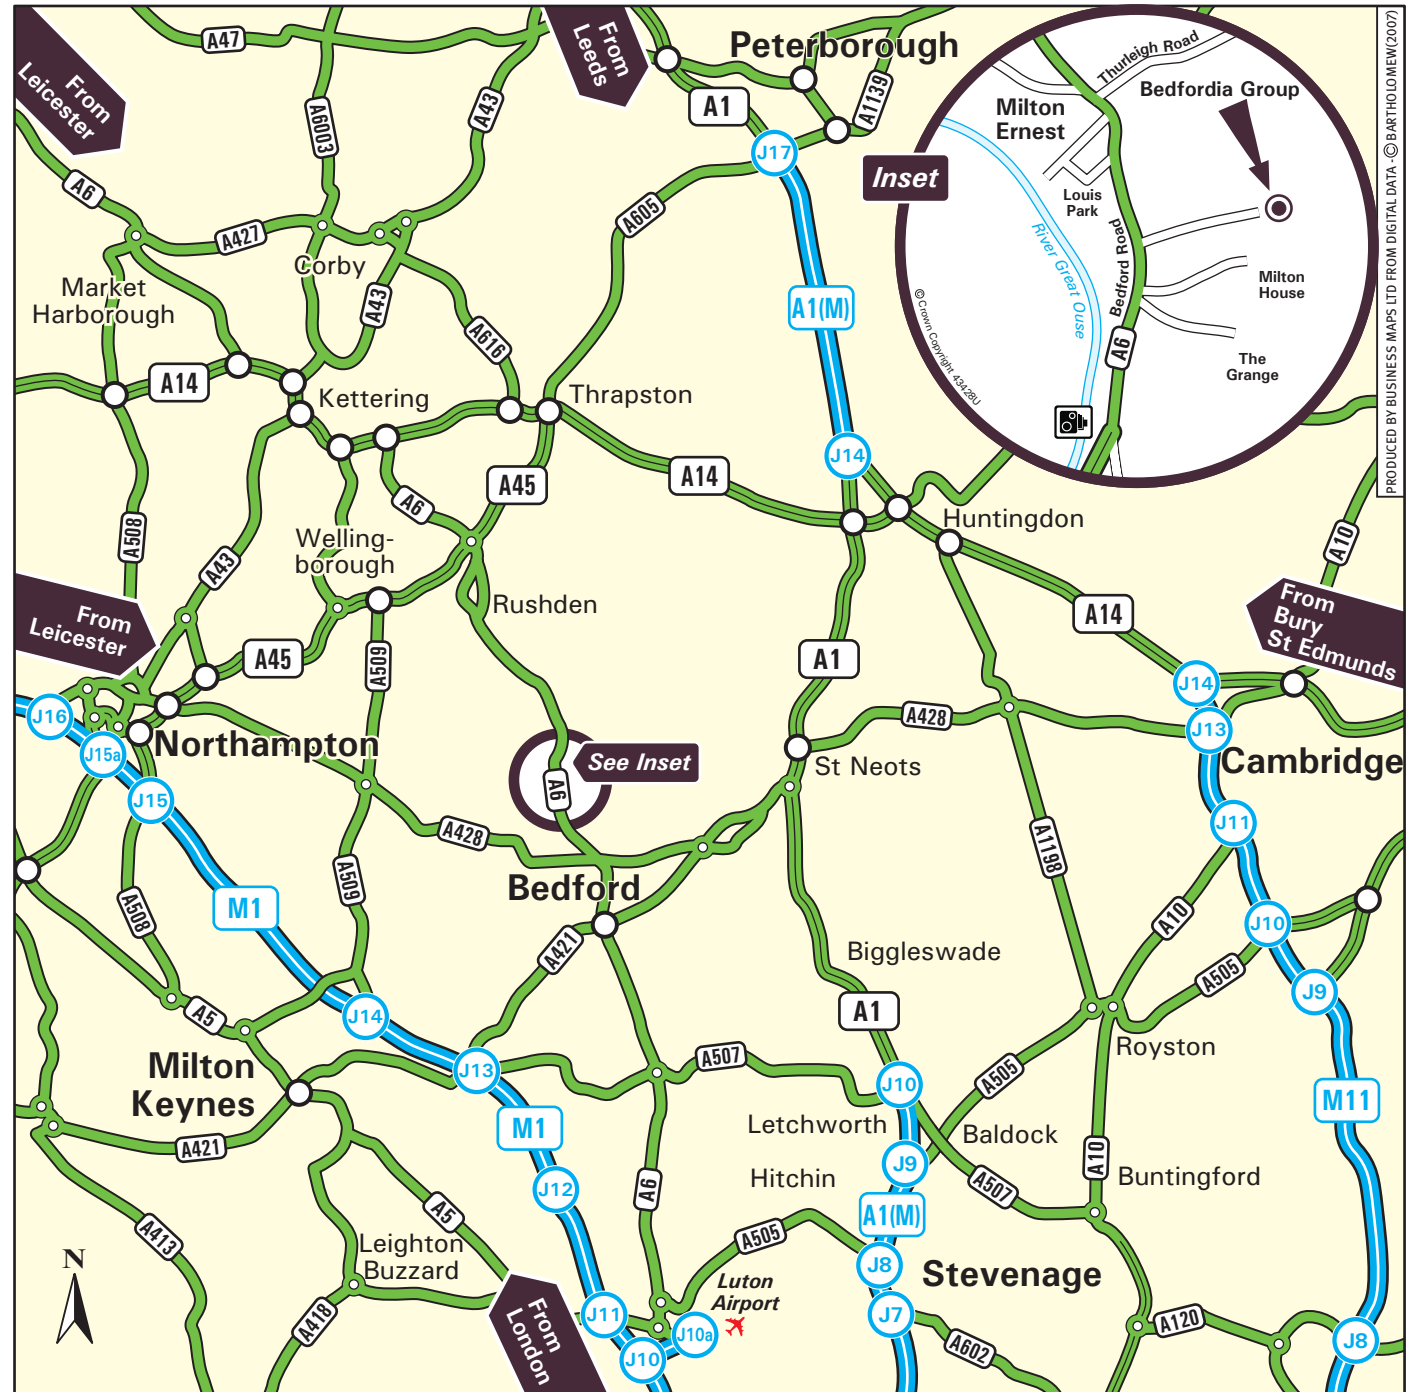 A47
From
Leeds
Peterborough
From
Leicester
A6003
A43
A1
A1139
J17
A6
A427
Corby
A605
Market
Harborough
A43
A1(M)
A616
A14
Kettering
Thrapston
J14
A14
A45
A6
Huntingdon
A508
A43
Welling-
borough
Rushden
A10
A14
From
Bury
St Edmunds
From
Leicester
A45
A509
A1
J14
J16
J13
A428
Northampton
J15a
See Inset
St Neots
Cambridge
A6
J15
J11
A428
A1198
A509
Bedford
M1
A508
A10
J10
A421
Biggleswade
A505
J9
A1
J14
A5
Royston
Milton
Keynes
J13
A507
J10
A505
M11
M1
Letchworth
Baldock
A421
J9
A10
Hitchin
Buntingford
J12
A6
A507
A5
A1(M)
A413
Leighton
Buzzard
A505
J8
Stevenage
Luton
Airport
N
A418
From
London
J11
J10a
J7
A120
J8
J10
A602
Inset
Thurleigh Road
Bedfordia Group
Milton
Ernest
Louis
Park
River Great Ouse
Bedford Road
Milton
House
A6
The
Grange
© Crown Copyright 43428U
PRODUCED BY BUSINESS MAPS LTD FROM DIGITAL DATA - © BARTHOLOMEW(2007)